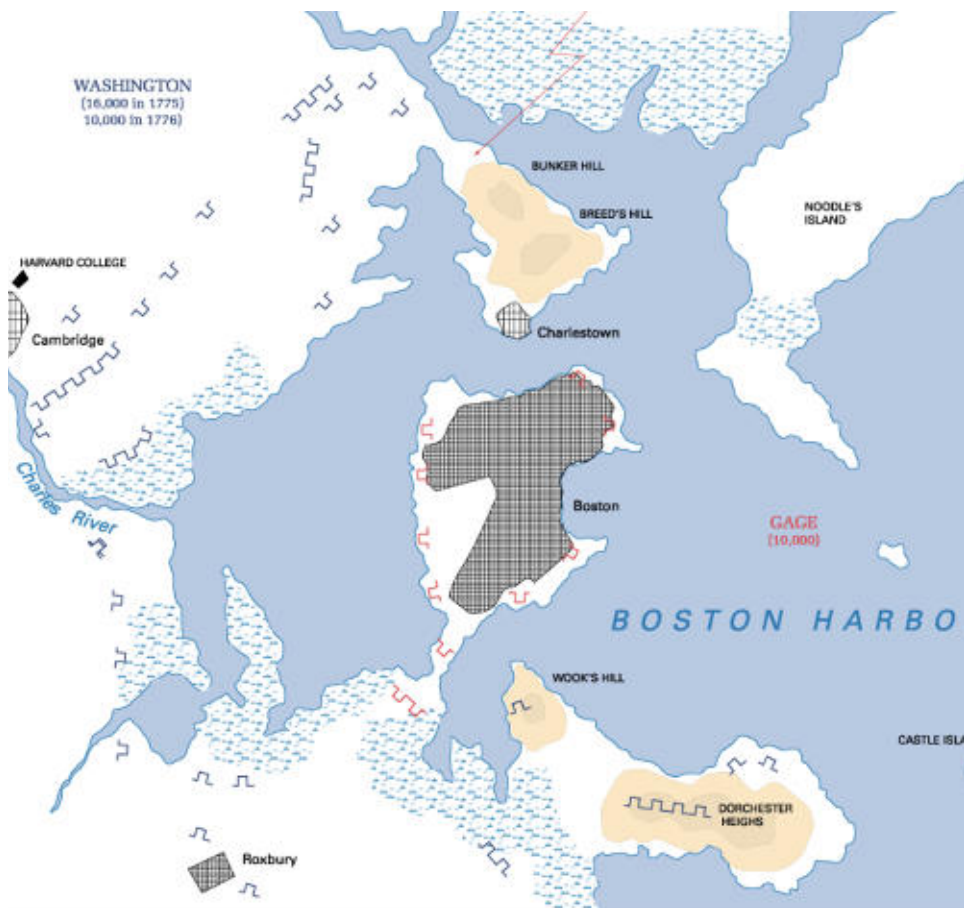 WASHINGTON
(16,000 in 1775)
10,000 in 1776)
BUNKER HILL
BREED'S HILL
NOODLE'S
ISLAND
HARVARD COLLEGE
Cambridge
Charlestown
Charles River
Boston
GAGE
(10,000)
BOSTON HARBO
WOOK'S HILL
CASTLE ISLA
DORCHESTER
HEIGHS
Roxbury